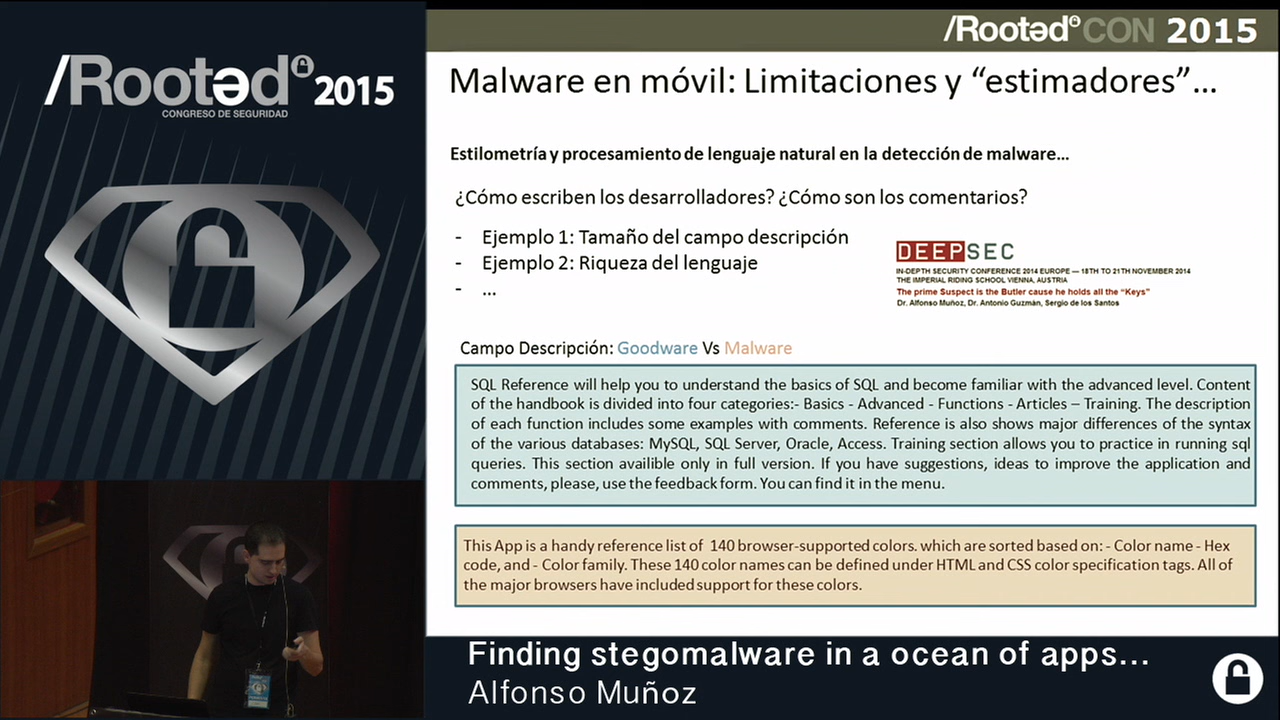 /Rootəd 2015
CONGRESO DE SEGURIDAD
/Rootəd CON 2015
Malware en móvil: Limitaciones y “estimadores”...
Estilometría y procesamiento de lenguaje natural en la detección de malware...
¿Cómo escriben los desarrolladores? ¿Cómo son los comentarios?
- Ejemplo 1: Tamaño del campo descripción
- Ejemplo 2: Riqueza del lenguaje
- ...
DEEPSEC
IN-DEPTH SECURITY CONFERENCE 2014 EUROPE — 18TH TO 21TH NOVEMBER 2014
THE IMPERIAL RIDING SCHOOL VIENNA, AUSTRIA
The prime Suspect is the Butler cause he holds all the “Keys”
Dr. Alfonso Muñoz, Dr. Antonio Guzmán, Sergio de los Santos
Campo Descripción: Goodware Vs Malware
SQL Reference will help you to understand the basics of SQL and become familiar with the advanced level. Content
of the handbook is divided into four categories:- Basics - Advanced - Functions - Articles – Training. The description
of each function includes some examples with comments. Reference is also shows major differences of the syntax
of the various databases: MySQL, SQL Server, Oracle, Access. Training section allows you to practice in running sql
queries. This section availible only in full version. If you have suggestions, ideas to improve the application and
comments, please, use the feedback form. You can find it in the menu.
This App is a handy reference list of 140 browser-supported colors. which are sorted based on: - Color name - Hex
code, and - Color family. These 140 color names can be defined under HTML and CSS color specification tags. All of
the major browsers have included support for these colors.
Finding stegomalware in a ocean of apps...
Alfonso Muñoz